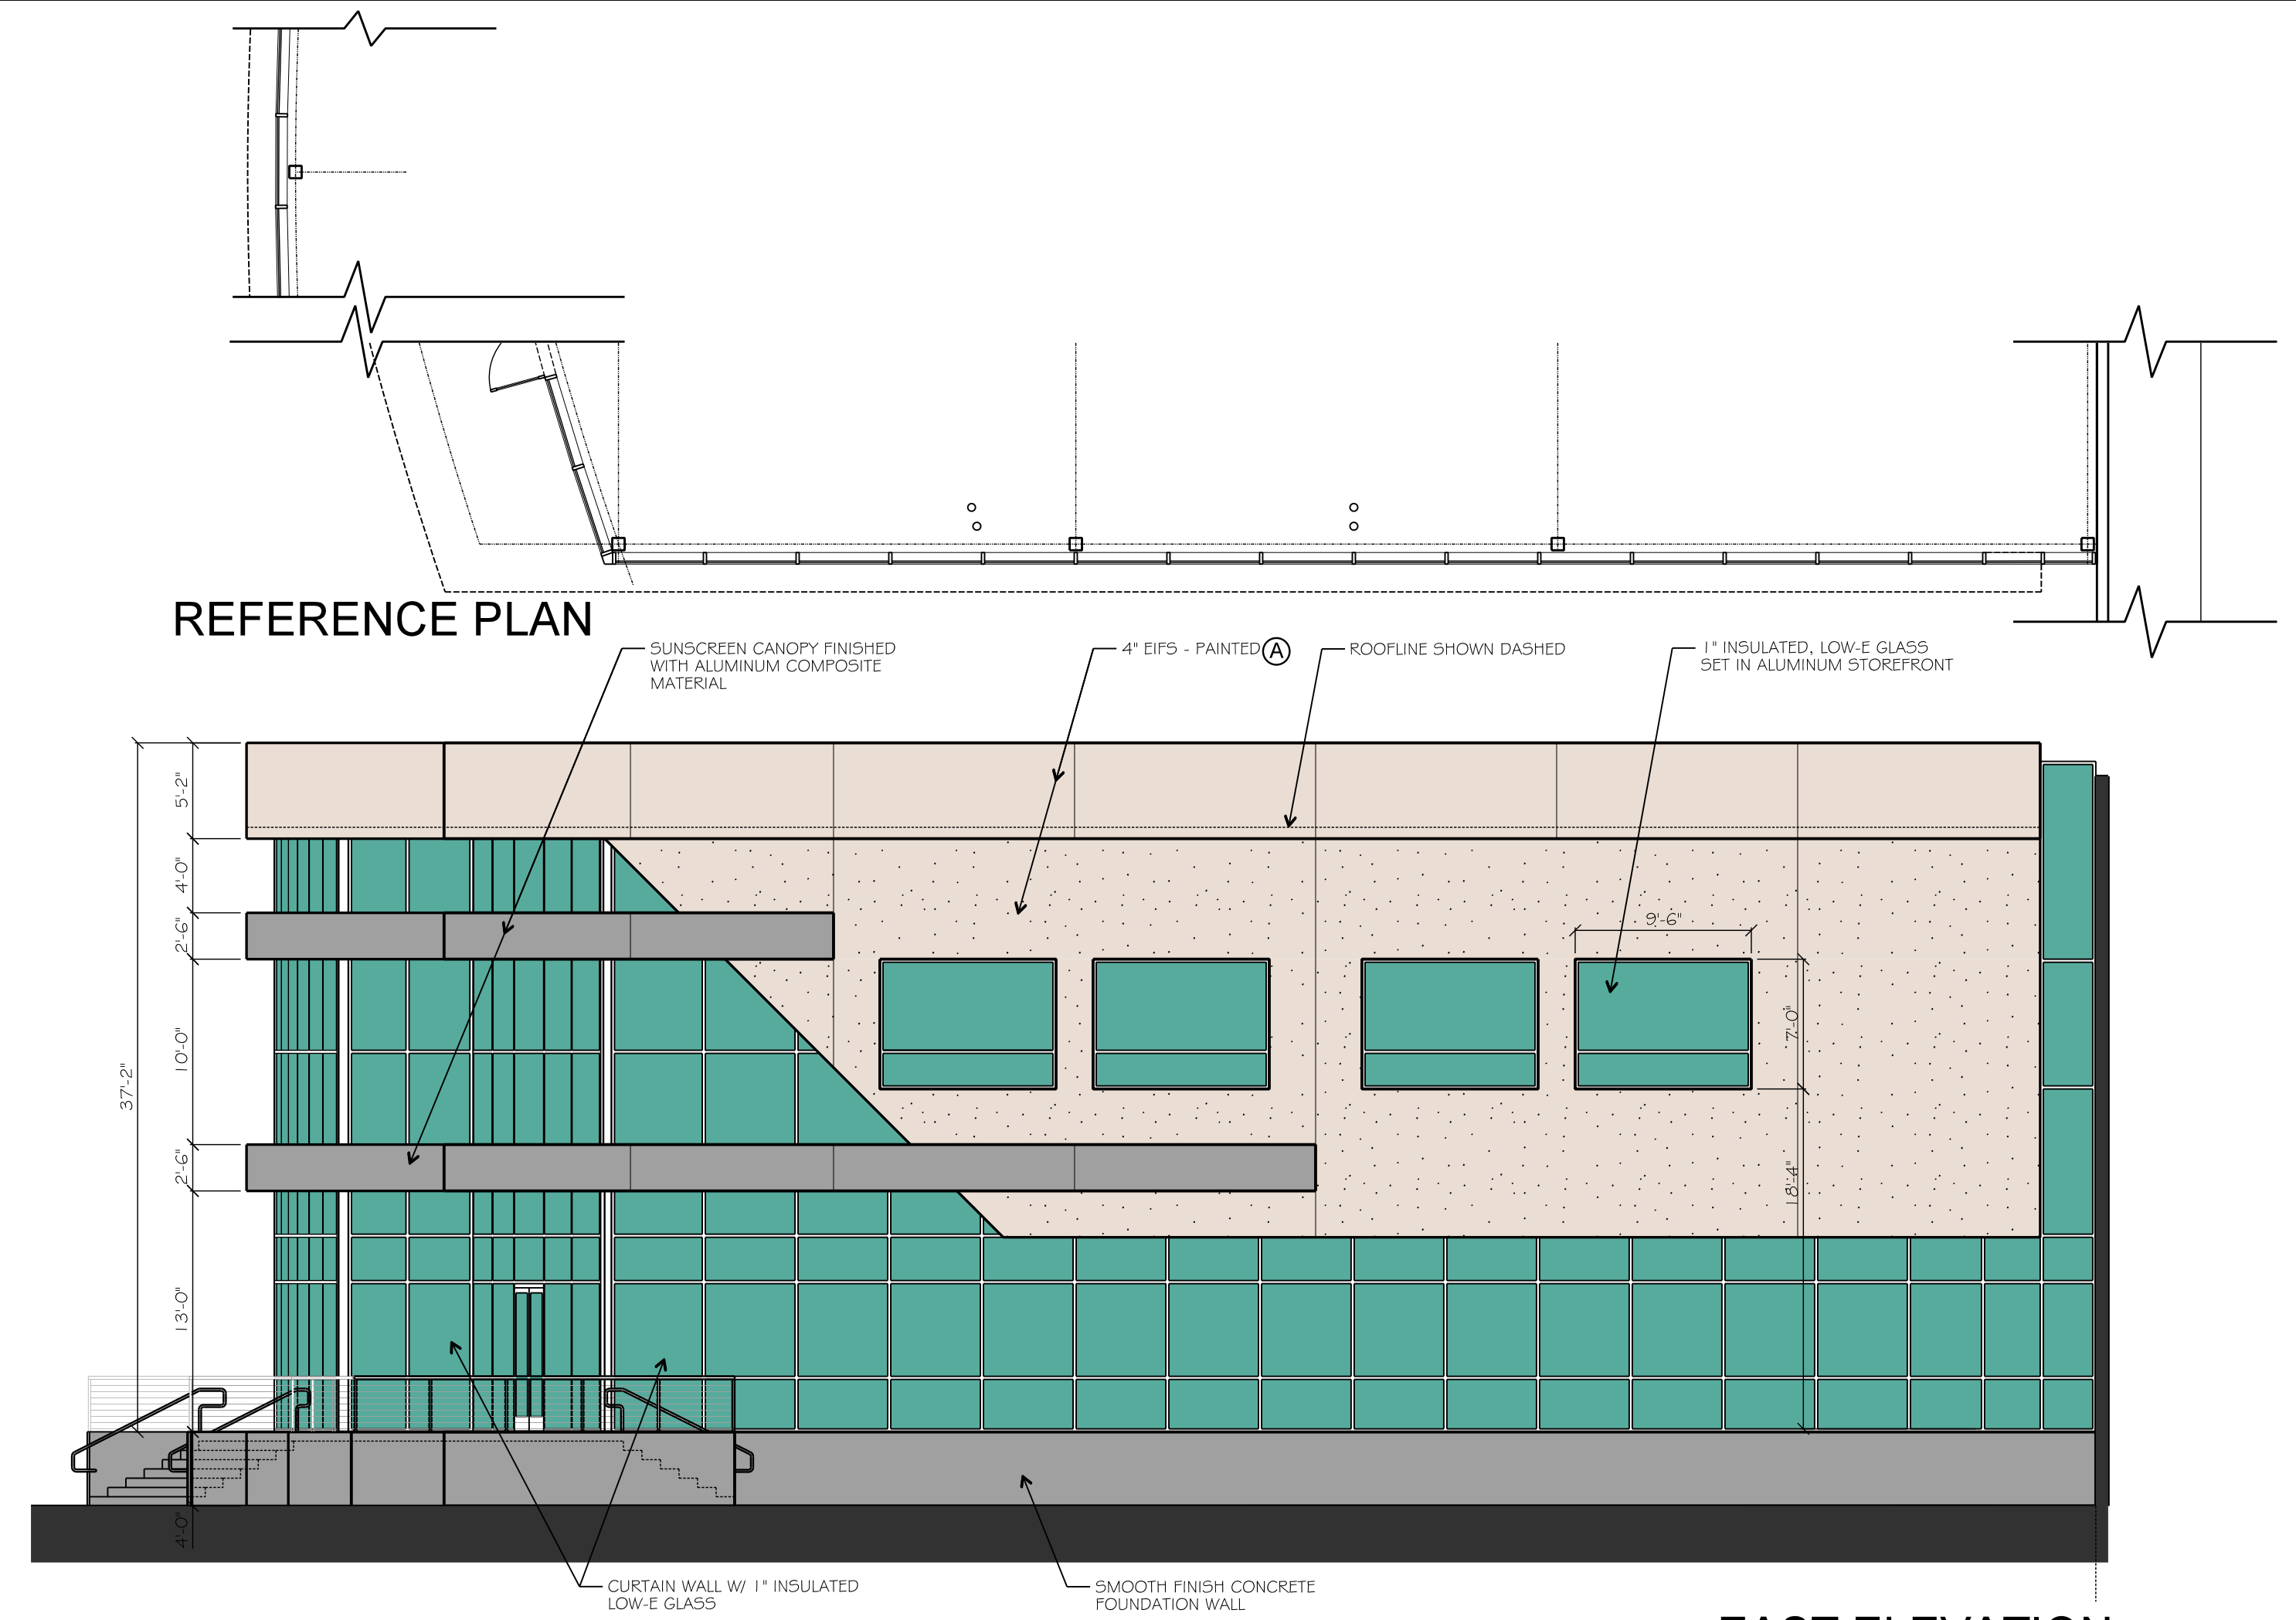 REFERENCE PLAN
SUNSCREEN CANOPY FINISHED
WITH ALUMINUM COMPOSITE
MATERIAL
4" EIFS - PAINTED A
ROOFLINE SHOWN DASHED
1" INSULATED, LOW-E GLASS
SET IN ALUMINUM STOREFRONT
5'-2"
4'-0"
2'-6"
9'-6"
10'-0"
7'-0"
37'-2"
2'-6"
18'-4"
13'-0"
4'-0"
CURTAIN WALL W/ 1" INSULATED
LOW-E GLASS
SMOOTH FINISH CONCRETE
FOUNDATION WALL
EAST ELEVATION